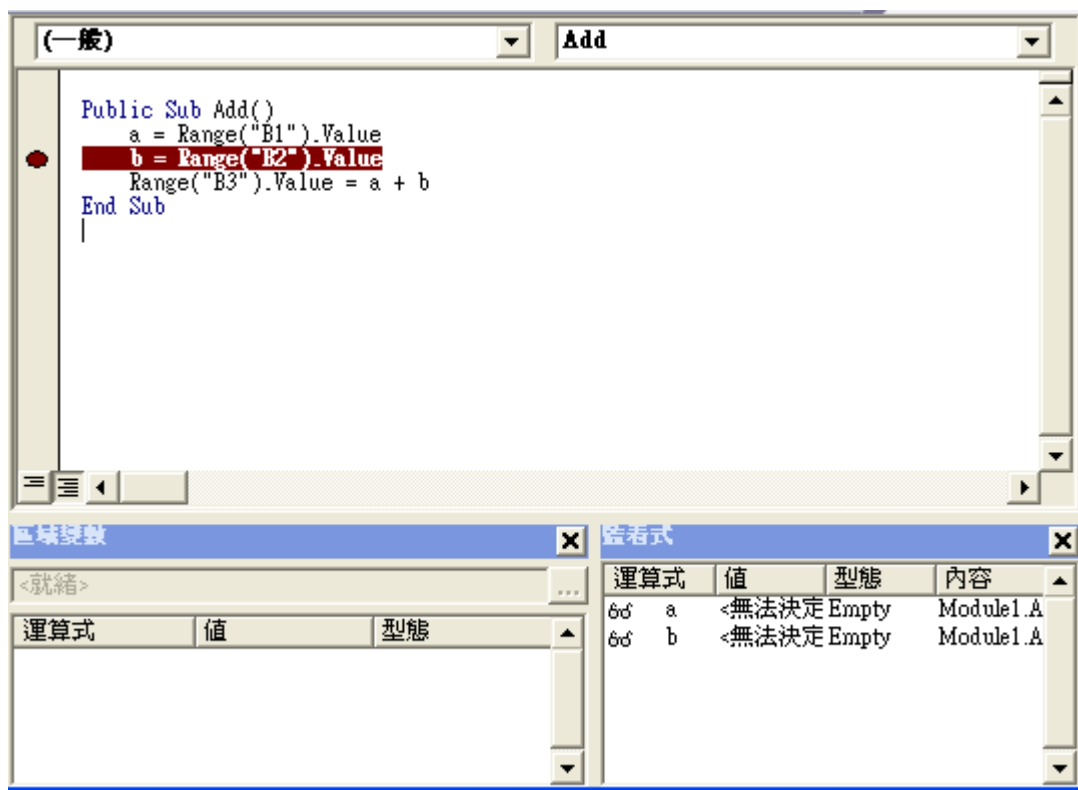 (一般) Add
Public Sub Add()
a = Range("B1").Value
b = Range("B2").Value
Range("B3").Value = a + b
End Sub
區域變數
<就緒> ...
運算式 值 型態
監看式
運算式 值 型態 內容
a <無法決定 Empty Module1.A
b <無法決定 Empty Module1.A